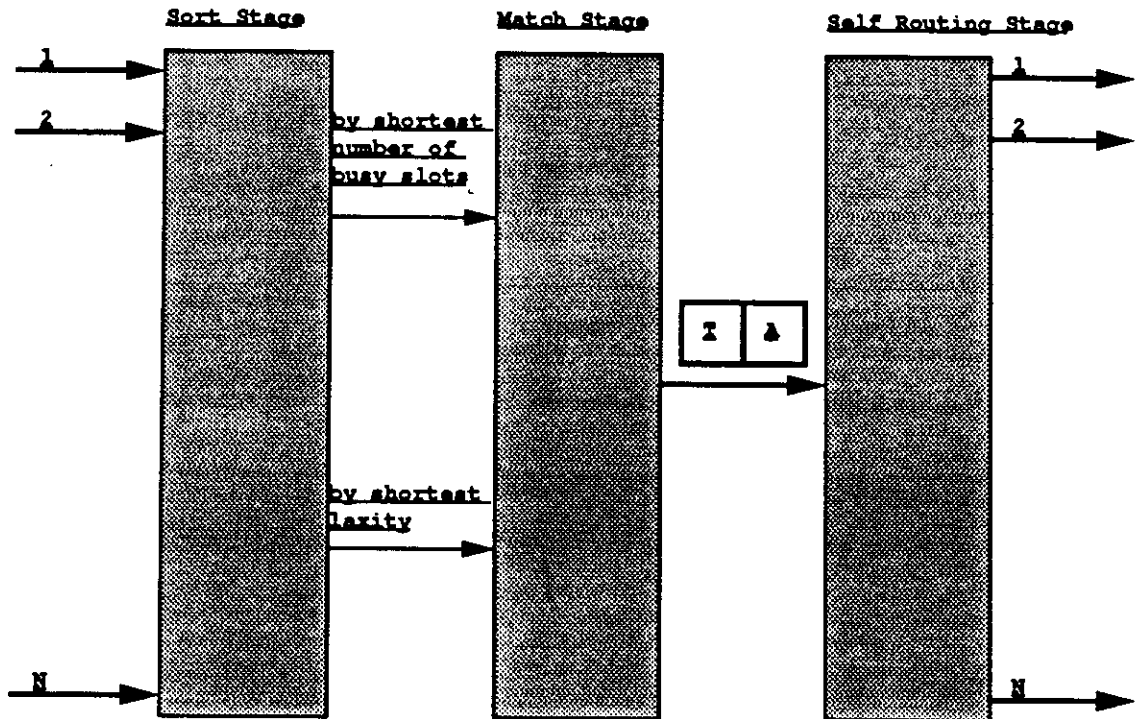 Sort Stage
Match Stage
Self Routing Stage
1
2
N
by shortest
number of
busy slots
by shortest
laxity
T A
1
2
N